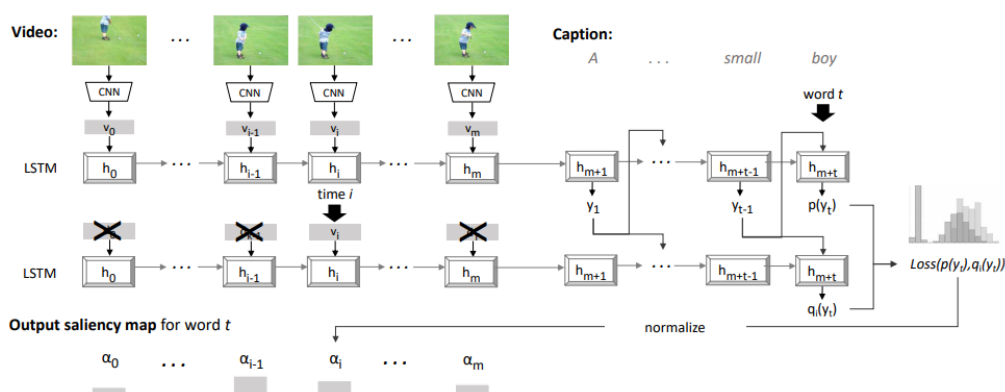 Video: ... ... Caption:
A . . . small boy
CNN CNN CNN CNN
word t
v0 vi-1 vi vm
LSTM h0 ... hi-1 hi ... hm hm+1 ... hm+t-1 hm+t
time i
y1 yt-1 p(yt)
vi
Loss(p(yt),qi(yt))
LSTM h0 ... hi-1 hi ... hm hm+1 ... hm+t-1 hm+t
qi(yt)
Output saliency map for word t
normalize
α0 ... αi-1 αi ... αm